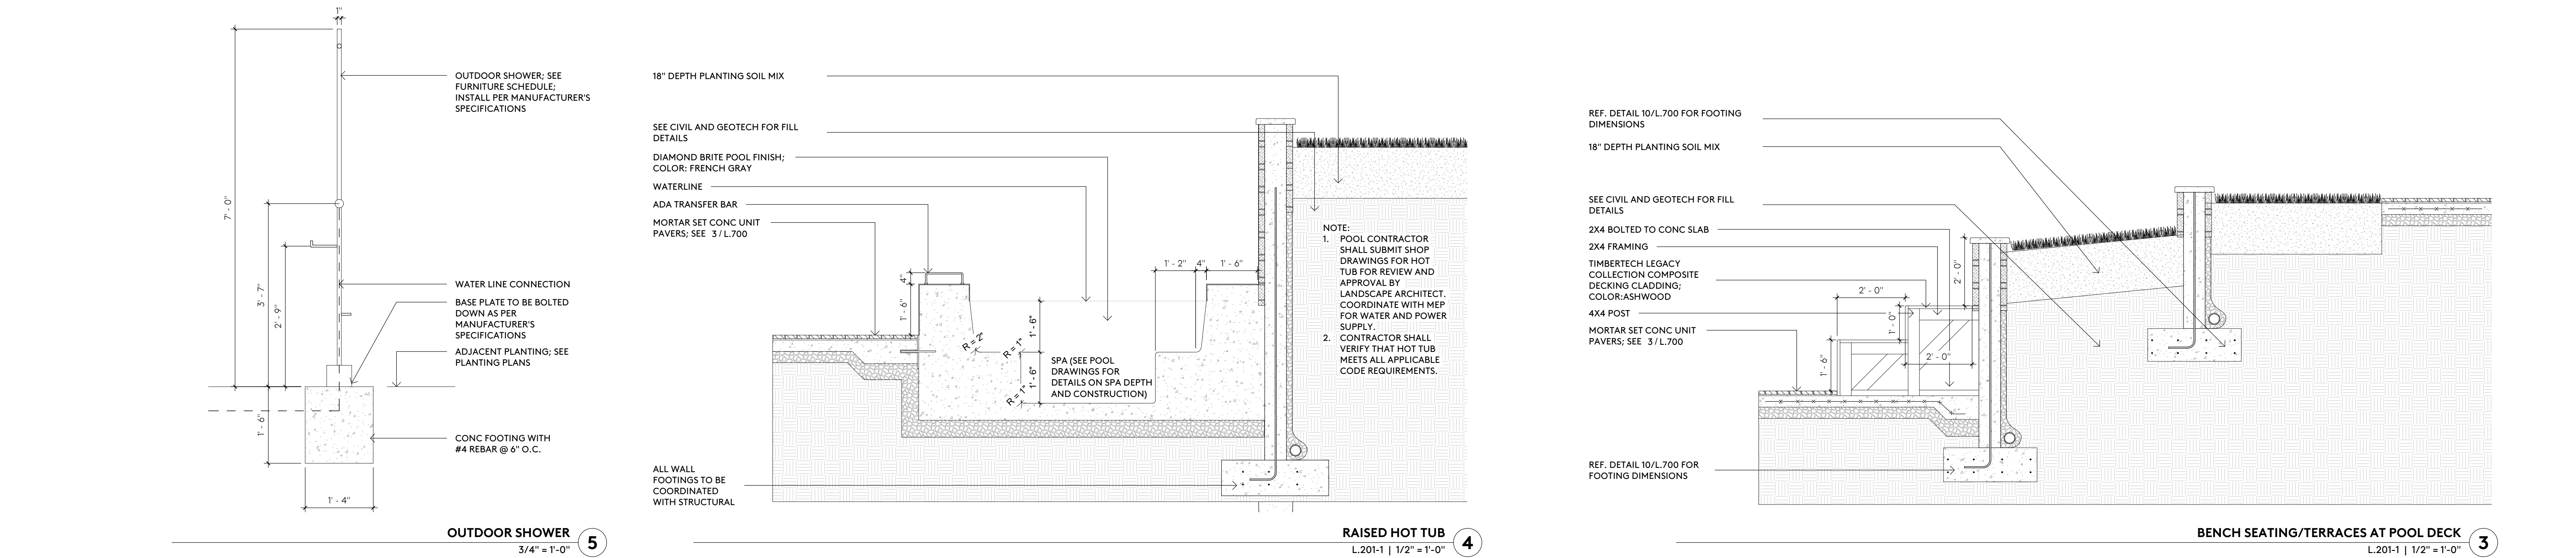 1"
7' - 0"
3' - 7"
2' - 9"
1' - 6"
1' - 4"
OUTDOOR SHOWER; SEE
FURNITURE SCHEDULE;
INSTALL PER MANUFACTURER'S
SPECIFICATIONS
WATER LINE CONNECTION
BASE PLATE TO BE BOLTED
DOWN AS PER
MANUFACTURER'S
SPECIFICATIONS
ADJACENT PLANTING; SEE
PLANTING PLANS
CONC FOOTING WITH
#4 REBAR @ 6" O.C.
OUTDOOR SHOWER
3/4" = 1'-0"
5
18" DEPTH PLANTING SOIL MIX
SEE CIVIL AND GEOTECH FOR FILL
DETAILS
DIAMOND BRITE POOL FINISH;
COLOR: FRENCH GRAY
WATERLINE
ADA TRANSFER BAR
MORTAR SET CONC UNIT
PAVERS; SEE 3 / L.700
4"
1' - 6"
R = 2"
R = 1"
1' - 6"
R = 1"
1' - 6"
1' - 2"
4"
1' - 6"
SPA (SEE POOL
DRAWINGS FOR
DETAILS ON SPA DEPTH
AND CONSTRUCTION)
NOTE:
1. POOL CONTRACTOR
SHALL SUBMIT SHOP
DRAWINGS FOR HOT
TUB FOR REVIEW AND
APPROVAL BY
LANDSCAPE ARCHITECT.
COORDINATE WITH MEP
FOR WATER AND POWER
SUPPLY.
2. CONTRACTOR SHALL
VERIFY THAT HOT TUB
MEETS ALL APPLICABLE
CODE REQUIREMENTS.
ALL WALL
FOOTINGS TO BE
COORDINATED
WITH STRUCTURAL
RAISED HOT TUB
L.201-1 | 1/2" = 1'-0"
4
REF. DETAIL 10/L.700 FOR FOOTING
DIMENSIONS
18" DEPTH PLANTING SOIL MIX
SEE CIVIL AND GEOTECH FOR FILL
DETAILS
2X4 BOLTED TO CONC SLAB
2X4 FRAMING
TIMBERTECH LEGACY
COLLECTION COMPOSITE
DECKING CLADDING;
COLOR:ASHWOOD
4X4 POST
MORTAR SET CONC UNIT
PAVERS; SEE 3 / L.700
2' - 0"
2' - 0"
1' - 0"
2' - 0"
1' - 6"
REF. DETAIL 10/L.700 FOR
FOOTING DIMENSIONS
BENCH SEATING/TERRACES AT POOL DECK
L.201-1 | 1/2" = 1'-0"
3